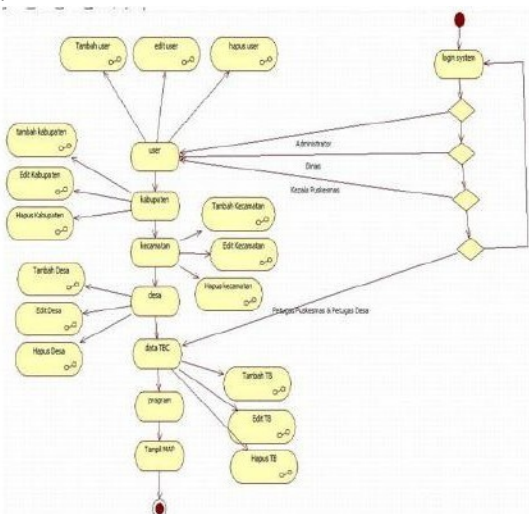 Tambah user
edit user
hapus user
login system
user
Administrator
Dinas
Kepala Puskesmas
tambah kabupaten
Edit Kabupaten
Hapus Kabupaten
kabupaten
Tambah Kecamatan
kecamatan
Edit Kecamatan
Hapus kecamatan
Tambah Desa
desa
Edit Desa
Hapus Desa
Petugas Puskesmas & Petugas Desa
data TBC
Tambah TB
program
Edit TB
Tampil MAP
Hapus TB